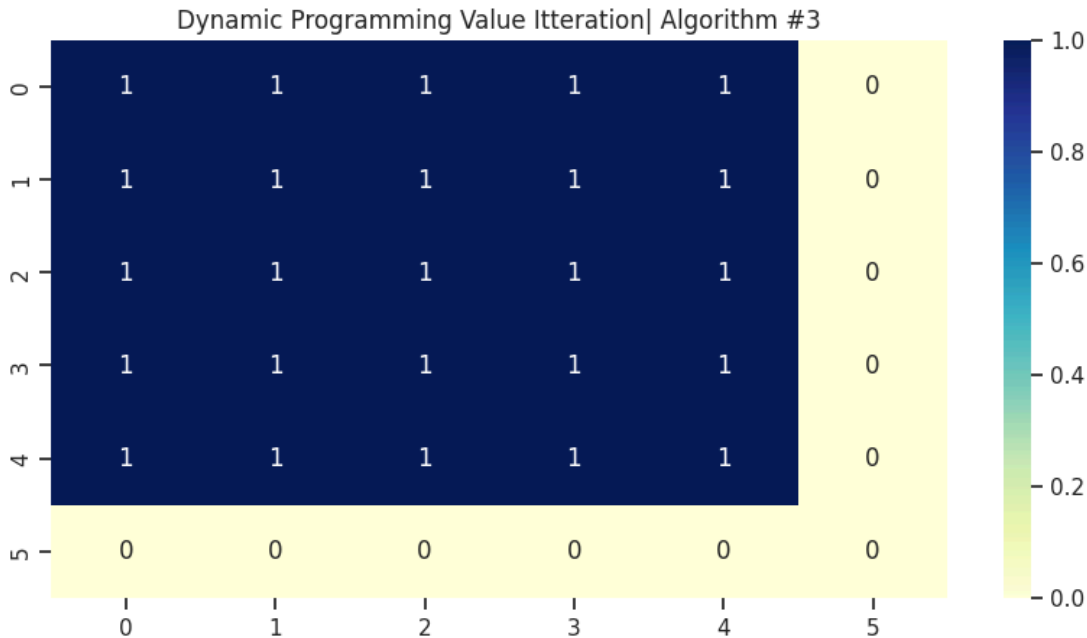 Dynamic Programming Value Itteration| Algorithm #3
0 1 1 1 1 1 0
1 1 1 1 1 1 0
2 1 1 1 1 1 0
3 1 1 1 1 1 0
4 1 1 1 1 1 0
5 0 0 0 0 0 0
0 1 2 3 4 5
1.0
0.8
0.6
0.4
0.2
0.0